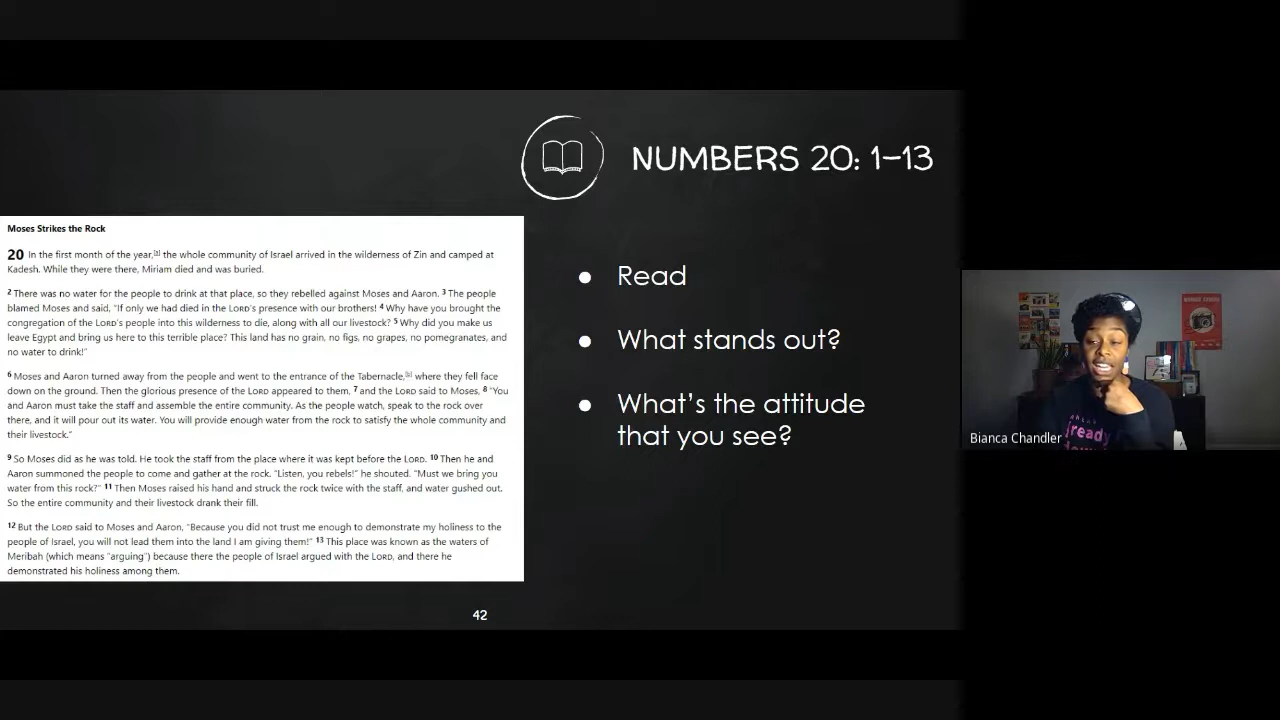 NUMBERS 20: 1–13
Moses Strikes the Rock
20 In the first month of the year, the whole community of Israel arrived in the wilderness of Zin and camped at
Kadesh. While they were there, Miriam died and was buried.
2 There was no water for the people to drink at that place, so they rebelled against Moses and Aaron. 3 The people
blamed Moses and said, “If only we had died in the LORD’s presence with our brothers! 4 Why have you brought the
congregation of the LORD’s people into this wilderness to die, along with all our livestock? 5 Why did you make us
leave Egypt and bring us here to this terrible place? This land has no grain, no figs, no grapes, no pomegranates, and
no water to drink!”
6 Moses and Aaron turned away from the people and went to the entrance of the Tabernacle, where they fell face
down on the ground. Then the glorious presence of the LORD appeared to them, 7 and the LORD said to Moses, 8 “You
and Aaron must take the staff and assemble the entire community. As the people watch, speak to the rock over
there, and it will pour out its water. You will provide enough water from the rock to satisfy the whole community and
their livestock.”
9 So Moses did as he was told. He took the staff from the place where it was kept before the LORD. 10 Then he and
Aaron summoned the people to come and gather at the rock. “Listen, you rebels!” he shouted. “Must we bring you
water from this rock?” 11 Then Moses raised his hand and struck the rock twice with the staff, and water gushed out.
So the entire community and their livestock drank their fill.
12 But the LORD said to Moses and Aaron, “Because you did not trust me enough to demonstrate my holiness to the
people of Israel, you will not lead them into the land I am giving them!” 13 This place was known as the waters of
Meribah (which means “arguing”) because there the people of Israel argued with the LORD, and there he
demonstrated his holiness among them.
● Read
● What stands out?
● What’s the attitude
that you see?
42
Bianca Chandler